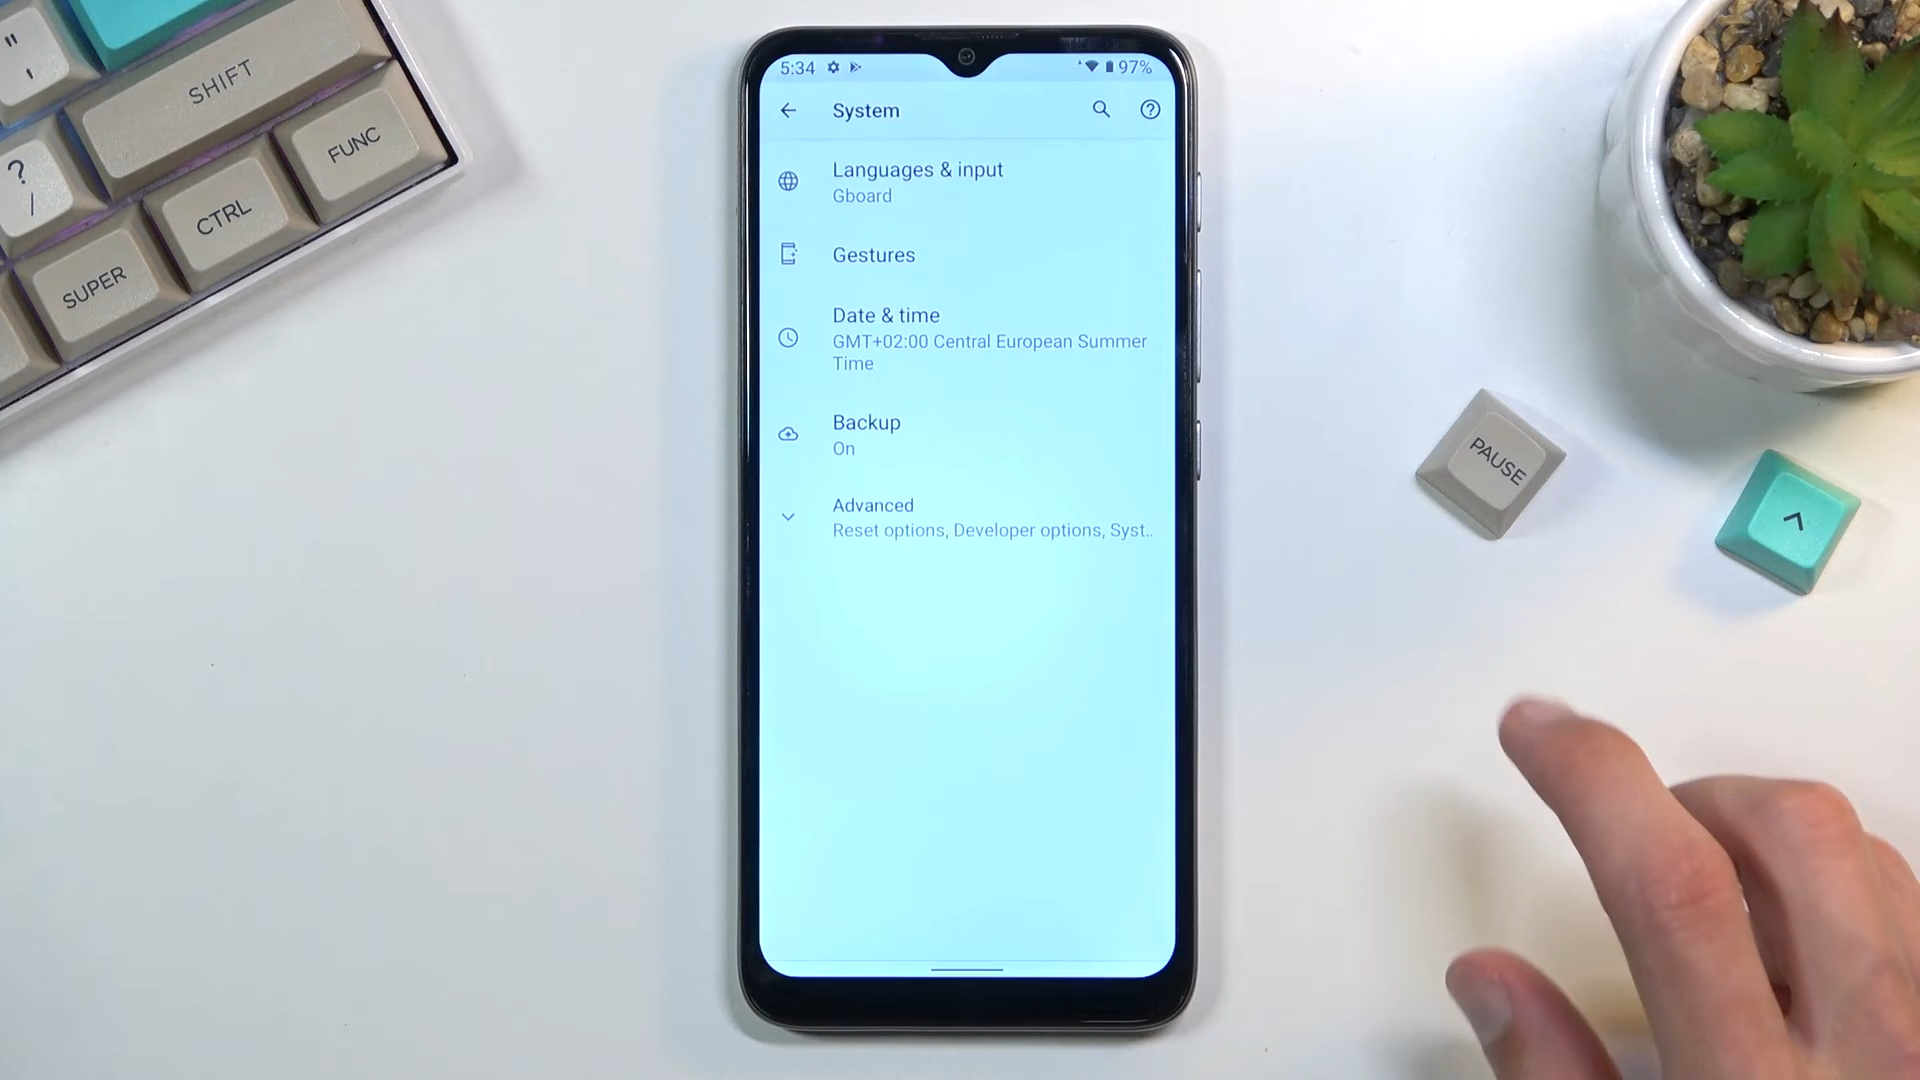 "
'
SHIFT
?
/
CTRL
FUNC
SUPER
5:34
97%
System
Languages & input
Gboard
Gestures
Date & time
GMT+02:00 Central European Summer
Time
Backup
On
Advanced
Reset options, Developer options, Syst..
PAUSE